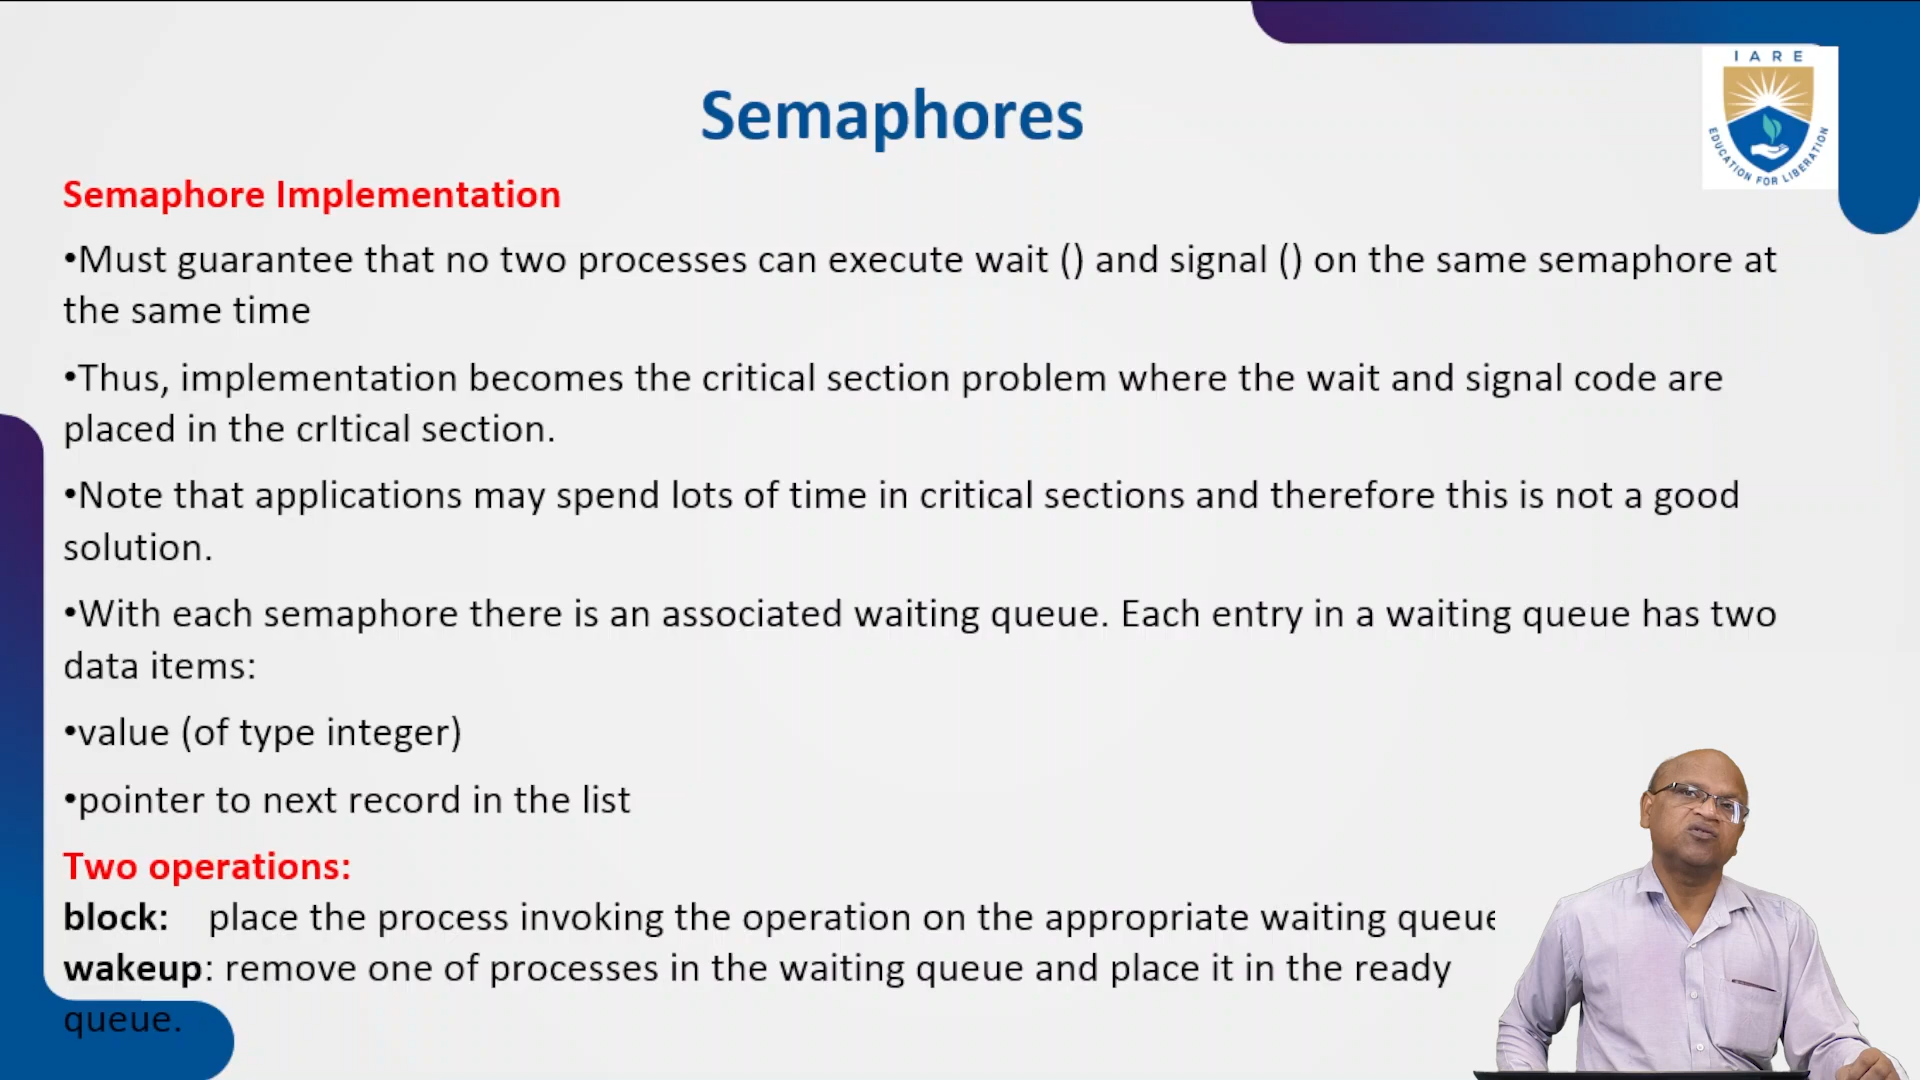 IARE
EDUCATION FOR LIBERATION
Semaphores
Semaphore Implementation
•Must guarantee that no two processes can execute wait () and signal () on the same semaphore at
the same time
•Thus, implementation becomes the critical section problem where the wait and signal code are
placed in the crItical section.
•Note that applications may spend lots of time in critical sections and therefore this is not a good
solution.
•With each semaphore there is an associated waiting queue. Each entry in a waiting queue has two
data items:
•value (of type integer)
•pointer to next record in the list
Two operations:
block: place the process invoking the operation on the appropriate waiting queue
wakeup: remove one of processes in the waiting queue and place it in the ready
queue.